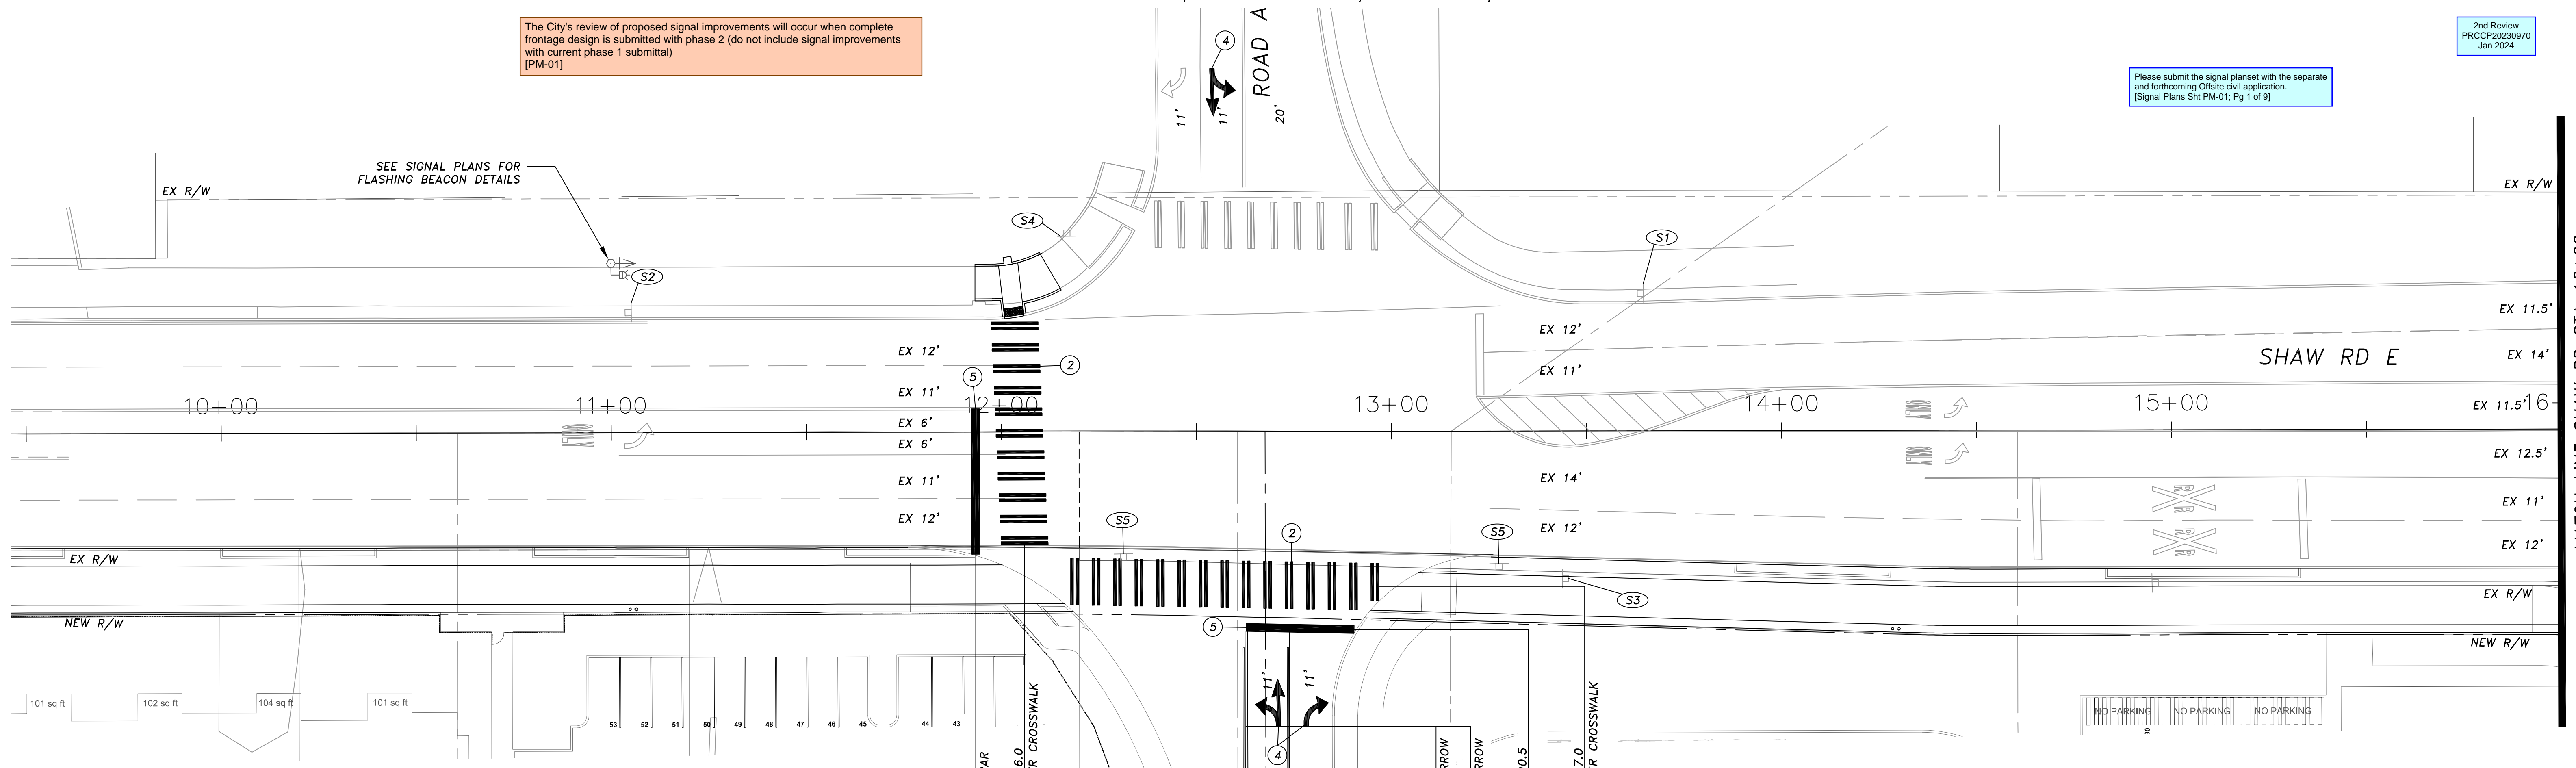 The City's review of proposed signal improvements will occur when complete
frontage design is submitted with phase 2 (do not include signal improvements
with current phase 1 submittal)
[PM-01]
2nd Review
PRCCP20230970
Jan 2024
Please submit the signal planset with the separate
and forthcoming Offsite civil application.
[Signal Plans Sht PM-01; Pg 1 of 9]
4
ROAD A
11'
11'
20'
SEE SIGNAL PLANS FOR
FLASHING BEACON DETAILS
EX R/W
EX R/W
S4
S1
S2
EX 12'
EX 11.5'
EX 12'
SHAW RD E
EX 14'
2
EX 11'
5
EX 11'
10+00
11+00
12+00
13+00
14+00
15+00
EX 11.5'
16
EX 6'
ONLY
ONLY
EX 6'
ONLY
EX 12.5'
EX 11'
EX 14'
R R
EX 11'
EX 12'
S5
2
EX 12'
S5
R R
EX 12'
EX R/W
S3
EX R/W
NEW R/W
5
NEW R/W
11'
11'
101 sq ft
102 sq ft
104 sq ft
101 sq ft
53
52
51
50
49
48
47
46
45
44
43
NO PARKING
NO PARKING
NO PARKING
4
CROSSWALK
CROSSWALK